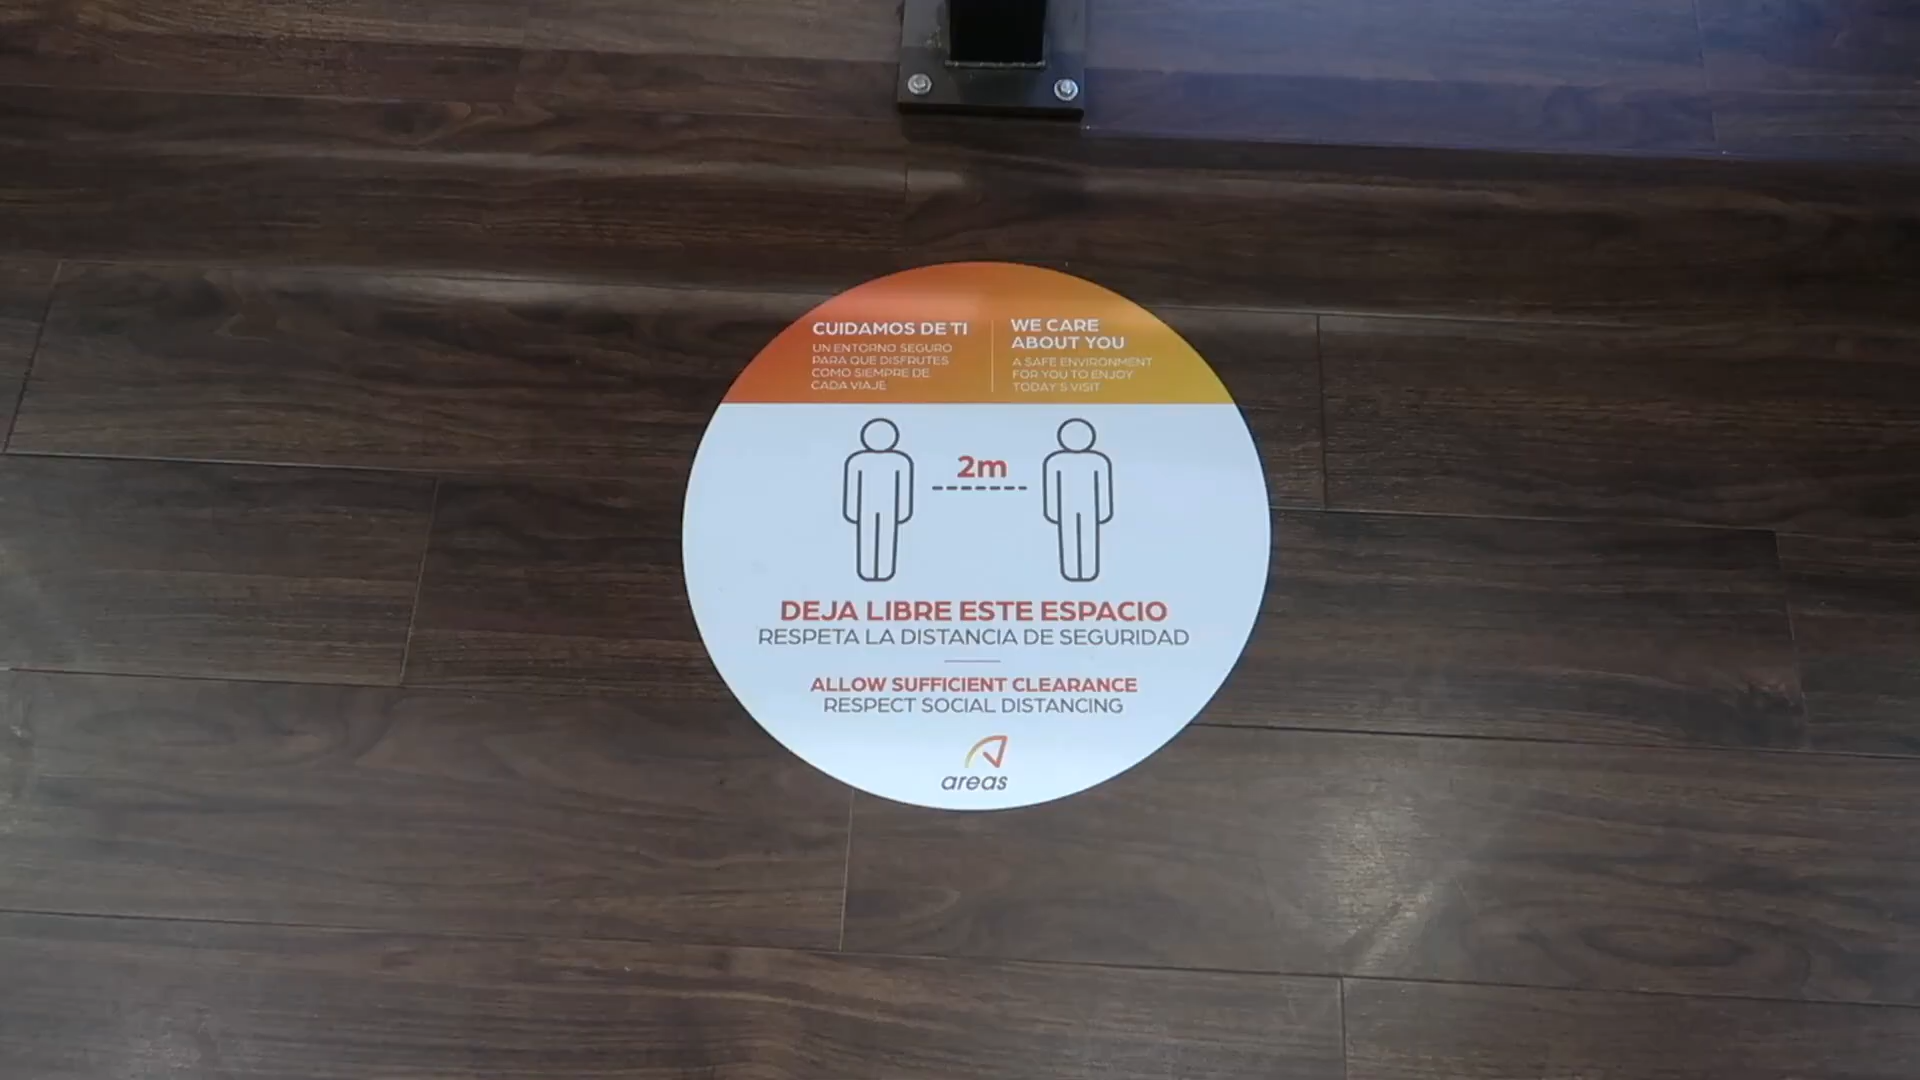 CUIDAMOS DE TI
UN ENTORNO SEGURO
PARA QUE DISFRUTES
COMO SIEMPRE DE
CADA VIAJE
WE CARE
ABOUT YOU
A SAFE ENVIRONMENT
FOR YOU TO ENJOY
TODAY'S VISIT
2m
DEJA LIBRE ESTE ESPACIO
RESPETA LA DISTANCIA DE SEGURIDAD
ALLOW SUFFICIENT CLEARANCE
RESPECT SOCIAL DISTANCING
areas